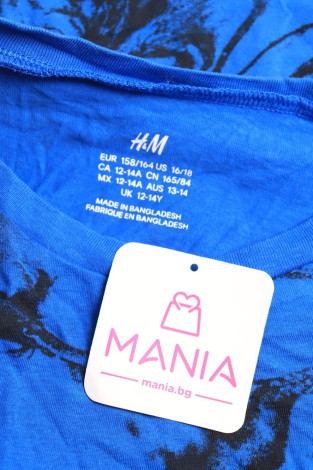 H&M
EUR 158/164 US 16/18
CA 12-14A CN 165/84
MX 12-14A AUS 13-14
UK 12-14Y
MADE IN BANGLADESH
FABRIQUE EN BANGLADESH
MANIA
mania.bg